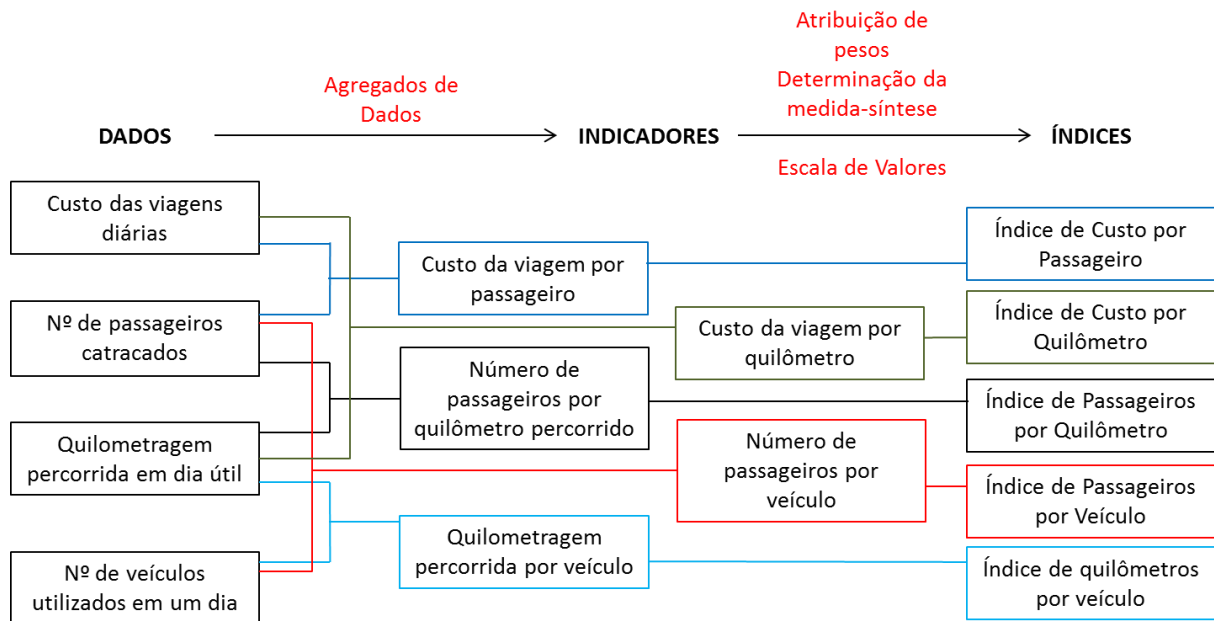 Atribuição de
pesos
Determinação da
medida-síntese
Agregados de
Dados
DADOS
INDICADORES
ÍNDICES
Escala de Valores
Custo das viagens
diárias
Nº de passageiros
catracados
Quilometragem
percorrida em dia útil
Nº de veículos
utilizados em um dia
Custo da viagem por
passageiro
Número de
passageiros por
quilômetro percorrido
Quilometragem
percorrida por veículo
Custo da viagem por
quilômetro
Número de
passageiros por
veículo
Índice de Custo por
Passageiro
Índice de Custo por
Quilômetro
Índice de Passageiros
por Quilômetro
Índice de Passageiros
por Veículo
Índice de quilômetros
por veículo